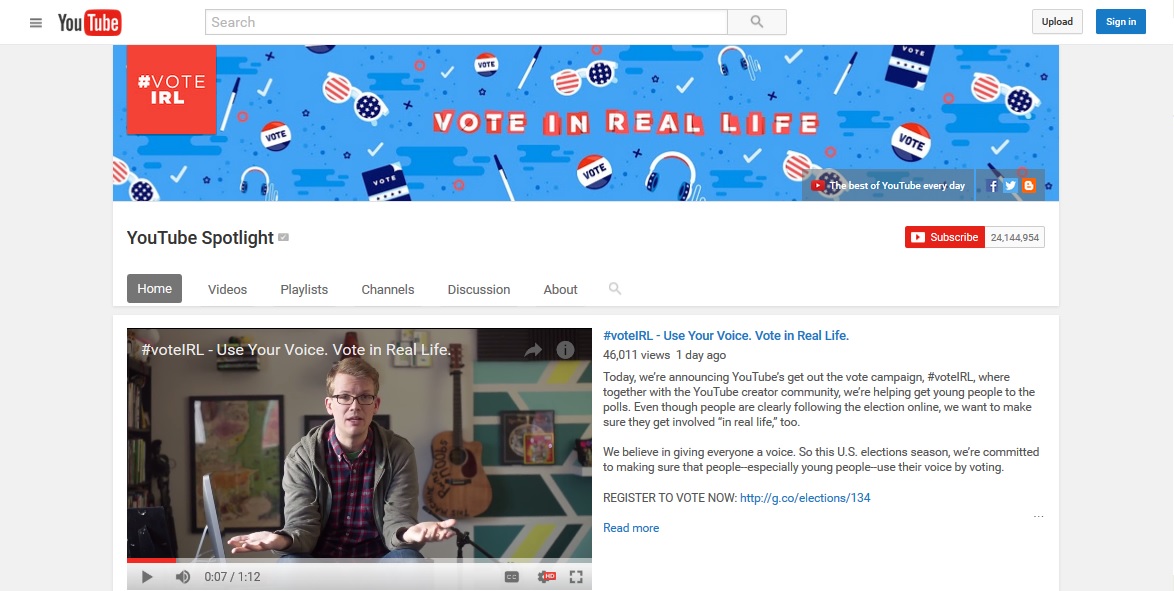 YouTube
Search
Upload
Sign in
#VOTE
IRL
VOTE
VOTE
VOTE
VOTE
VOTE
VOTE
VOTE IN REAL LIFE
The best of YouTube every day
YouTube Spotlight
Subscribe
24,144,954
Home
Videos
Playlists
Channels
Discussion
About
#voteIRL - Use Your Voice. Vote in Real Life.
0:07 / 1:12
CC
HD
#voteIRL - Use Your Voice. Vote in Real Life.
46,011 views 1 day ago
Today, we're announcing YouTube's get out the vote campaign, #voteIRL, where
together with the YouTube creator community, we're helping get young people to the
polls. Even though people are clearly following the election online, we want to make
sure they get involved “in real life,” too.
We believe in giving everyone a voice. So this U.S. elections season, we're committed
to making sure that people--especially young people--use their voice by voting.
REGISTER TO VOTE NOW: http://g.co/elections/134
...
Read more